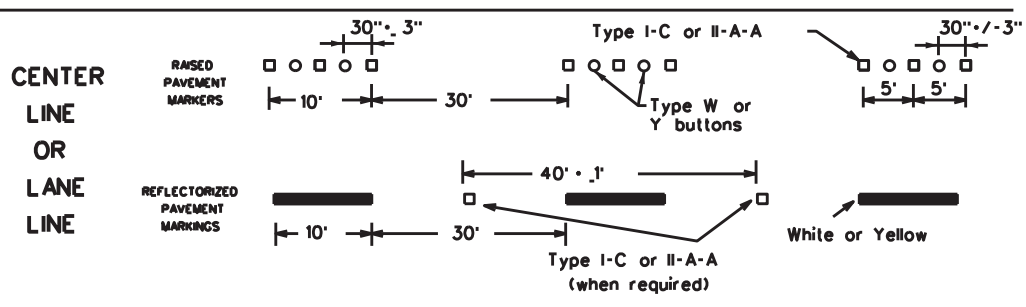 CENTER
LINE
OR
LANE
LINE
RAISED
PAVEMENT
MARKERS
30"·_ 3"
10'
30'
Type I-C or II-A-A
Type W or
Y buttons
30"·/-3"
5'
5'
REFLECTORIZED
PAVEMENT
MARKINGS
10'
30'
40' · _1'
Type I-C or II-A-A
(when required)
White or Yellow